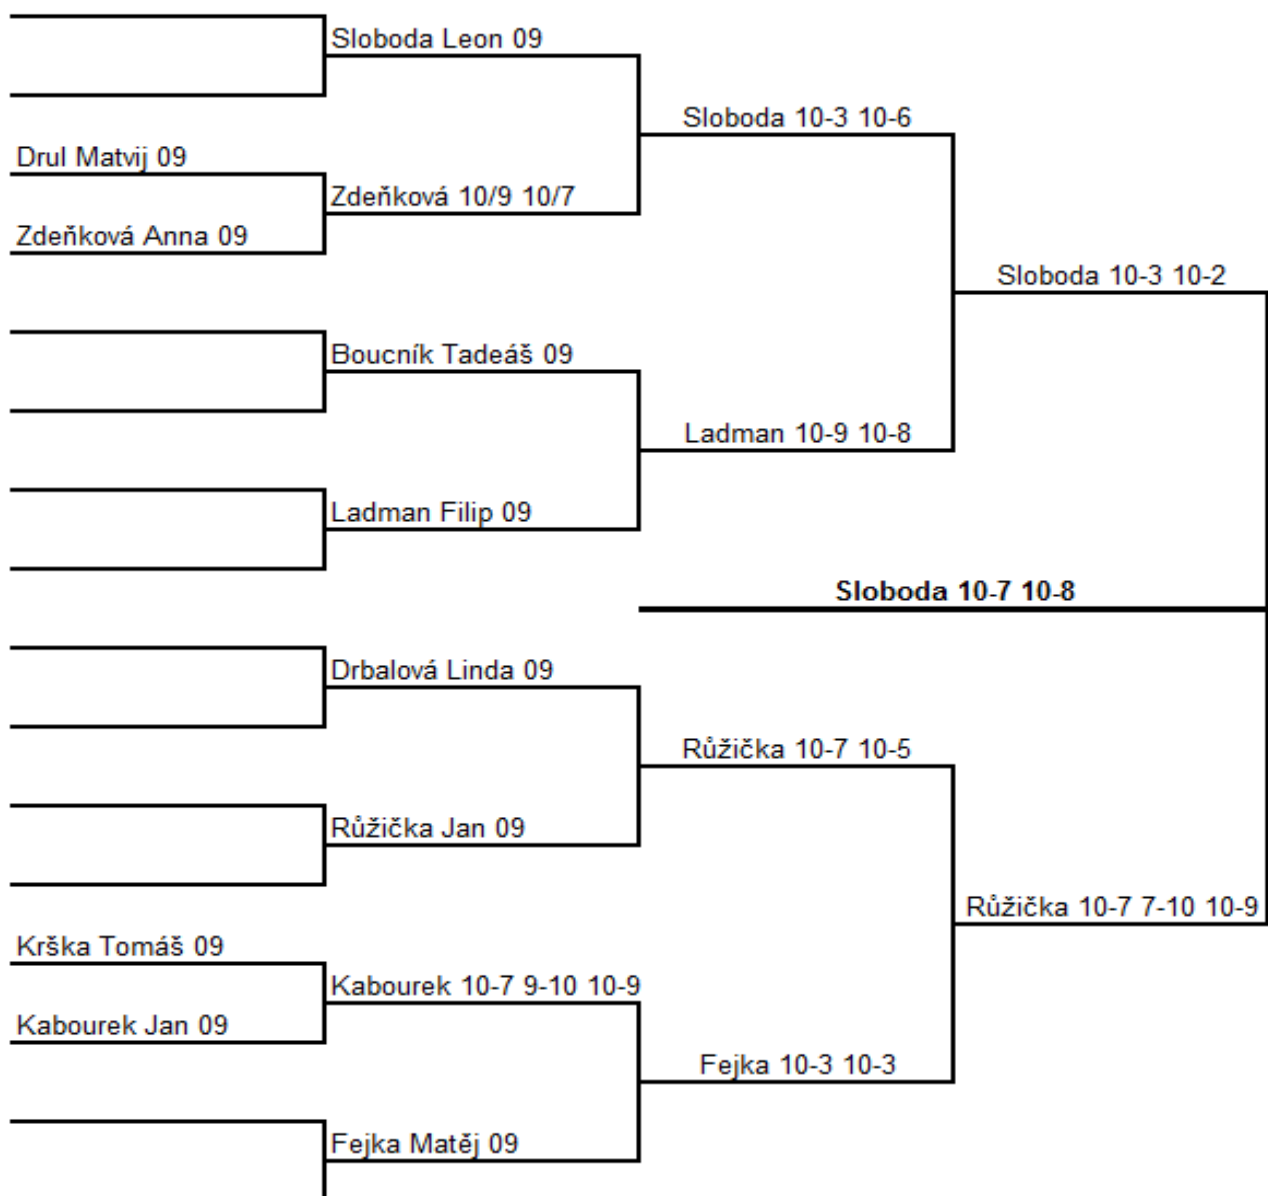 Sloboda Leon 09
Sloboda 10-3 10-6
Drul Matvij 09
Zdeňková 10/9 10/7
Zdeňková Anna 09
Sloboda 10-3 10-2
Boucník Tadeáš 09
Ladman 10-9 10-8
Ladman Filip 09
Sloboda 10-7 10-8
Drbalová Linda 09
Růžička 10-7 10-5
Růžička Jan 09
Růžička 10-7 7-10 10-9
Krška Tomáš 09
Kabourek 10-7 9-10 10-9
Kabourek Jan 09
Fejka 10-3 10-3
Fejka Matěj 09